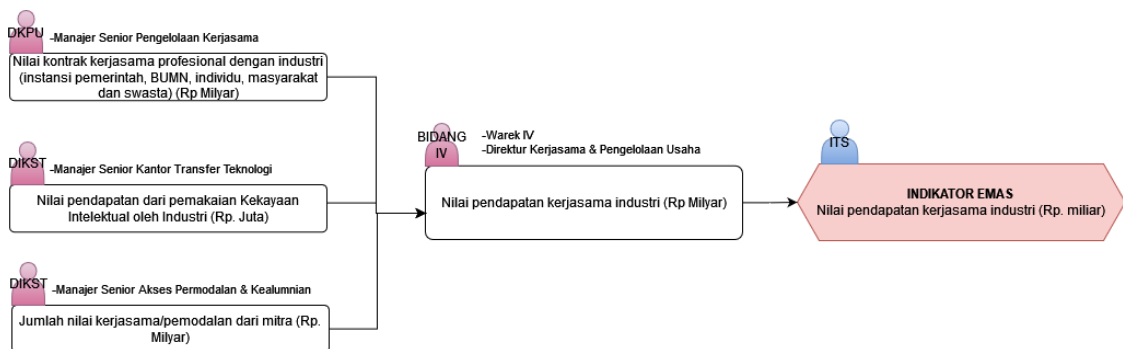 DKPU
-Manajer Senior Pengelolaan Kerjasama
Nilai kontrak kerjasama profesional dengan industri
(instansi pemerintah, BUMN, individu, masyarakat
dan swasta) (Rp Milyar)
DIKST
-Manajer Senior Kantor Transfer Teknologi
Nilai pendapatan dari pemakaian Kekayaan
Intelektual oleh Industri (Rp. Juta)
DIKST
-Manajer Senior Akses Permodalan & Kealumnian
Jumlah nilai kerjasama/pemodalan dari mitra (Rp.
Milyar)
BIDANG
IV
-Warek IV
-Direktur Kerjasama & Pengelolaan Usaha
Nilai pendapatan kerjasama industri (Rp Milyar)
ITS
INDIKATOR EMAS
Nilai pendapatan kerjasama industri (Rp. miliar)